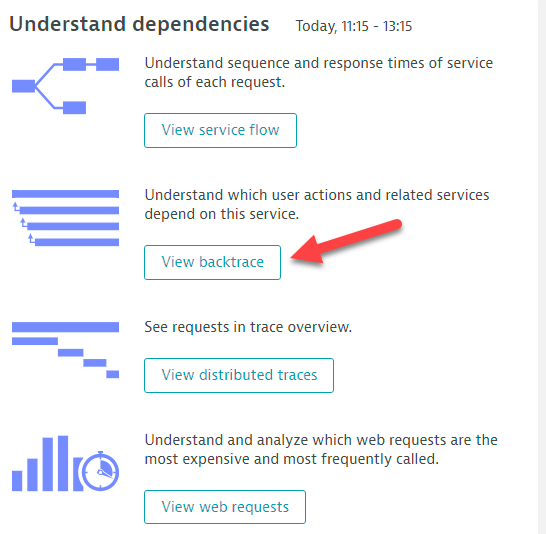 Understand dependencies Today, 11:15 - 13:15
Understand sequence and response times of service
calls of each request.
View service flow
Understand which user actions and related services
depend on this service.
View backtrace
See requests in trace overview.
View distributed traces
Understand and analyze which web requests are the
most expensive and most frequently called.
View web requests